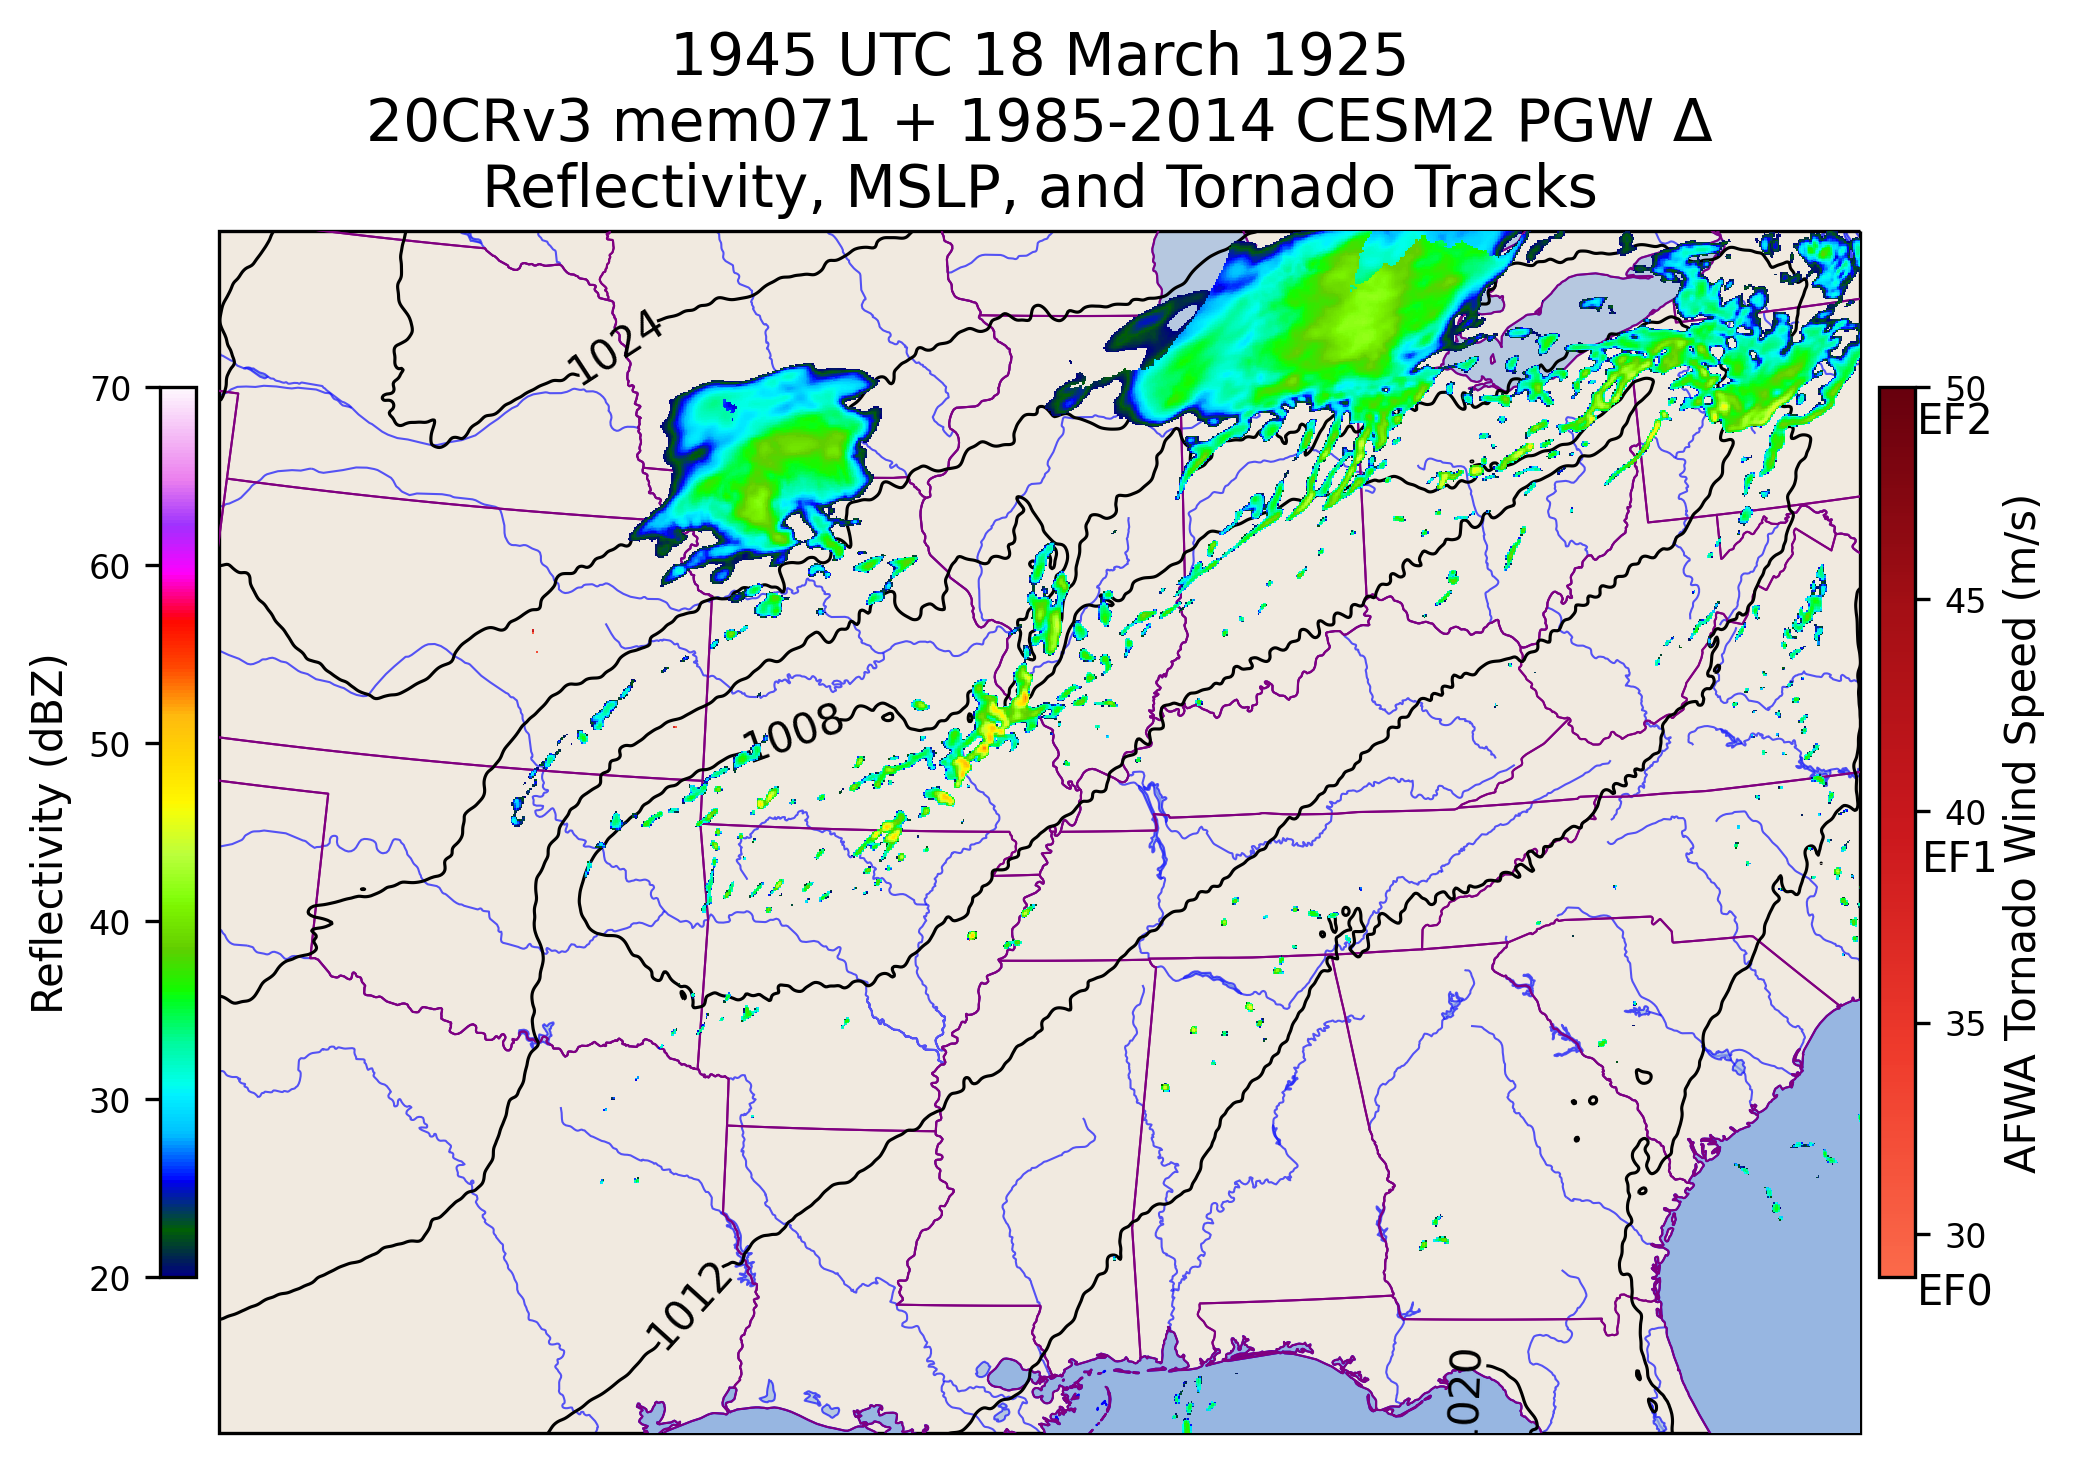 1945 UTC 18 March 1925
20CRv3 mem071 + 1985-2014 CESM2 PGW Δ
Reflectivity, MSLP, and Tornado Tracks
70
60
50
40
30
20
Reflectivity (dBZ)
1024
1008
1012
020
50
EF2
45
40
EF1
35
30
EF0
AFWA Tornado Wind Speed (m/s)